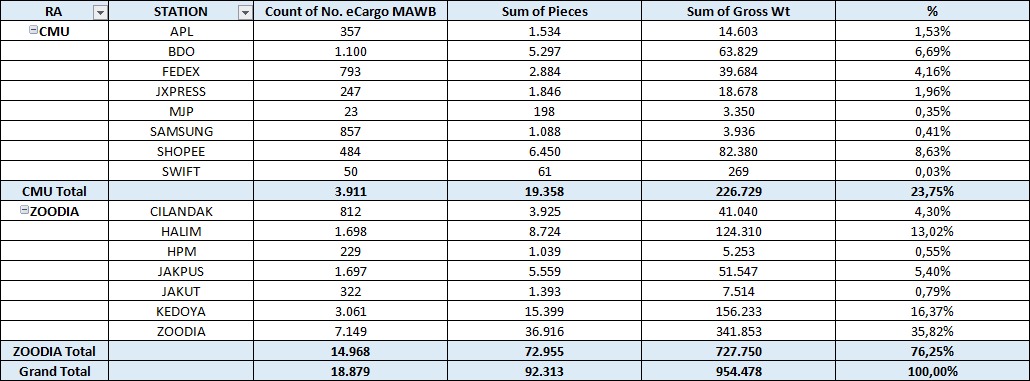 RA STATION Count of No. eCargo MAWB Sum of Pieces Sum of Gross Wt %
CMU APL 357 1.534 14.603 1,53%
BDO 1.100 5.297 63.829 6,69%
FEDEX 793 2.884 39.684 4,16%
JXPRESS 247 1.846 18.678 1,96%
MJP 23 198 3.350 0,35%
SAMSUNG 857 1.088 3.936 0,41%
SHOPEE 484 6.450 82.380 8,63%
SWIFT 50 61 269 0,03%
CMU Total 3.911 19.358 226.729 23,75%
ZOODIA CILANDAK 812 3.925 41.040 4,30%
HALIM 1.698 8.724 124.310 13,02%
HPM 229 1.039 5.253 0,55%
JAKPUS 1.697 5.559 51.547 5,40%
JAKUT 322 1.393 7.514 0,79%
KEDOYA 3.061 15.399 156.233 16,37%
ZOODIA 7.149 36.916 341.853 35,82%
ZOODIA Total 14.968 72.955 727.750 76,25%
Grand Total 18.879 92.313 954.478 100,00%